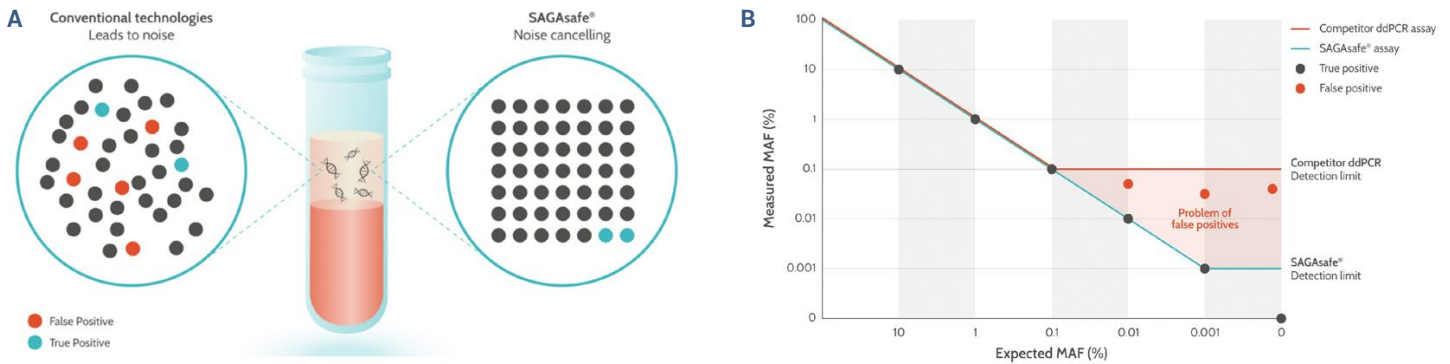 A
Conventional technologies
Leads to noise
SAGAsafe®
Noise cancelling
False Positive
True Positive
B
Measured MAF (%)
100
10
1
0.1
0.01
0.001
0
10
1
0.1
0.01
0.001
0
Expected MAF (%)
Problem of
false positives
Competitor ddPCR assay
SAGAsafe® assay
True positive
False positive
Competitor ddPCR
Detection limit
SAGAsafe®
Detection limit